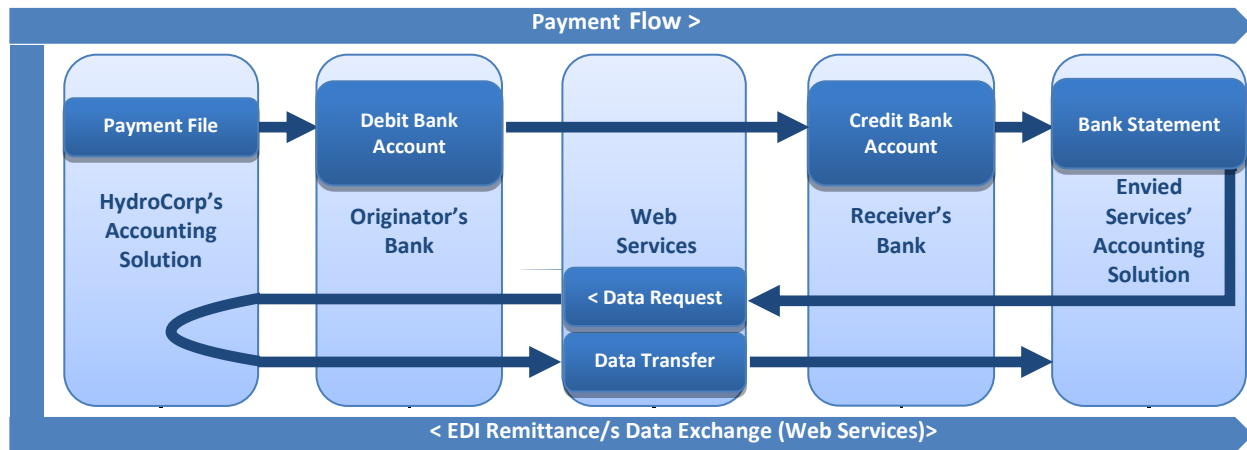 Payment Flow >
Payment File
Debit Bank
Account
Credit Bank
Account
Bank Statement
HydroCorp's
Accounting
Solution
Originator's
Bank
Web
Services
Receiver's
Bank
Envied
Services'
Accounting
Solution
< Data Request
Data Transfer
< EDI Remittance/s Data Exchange (Web Services)>